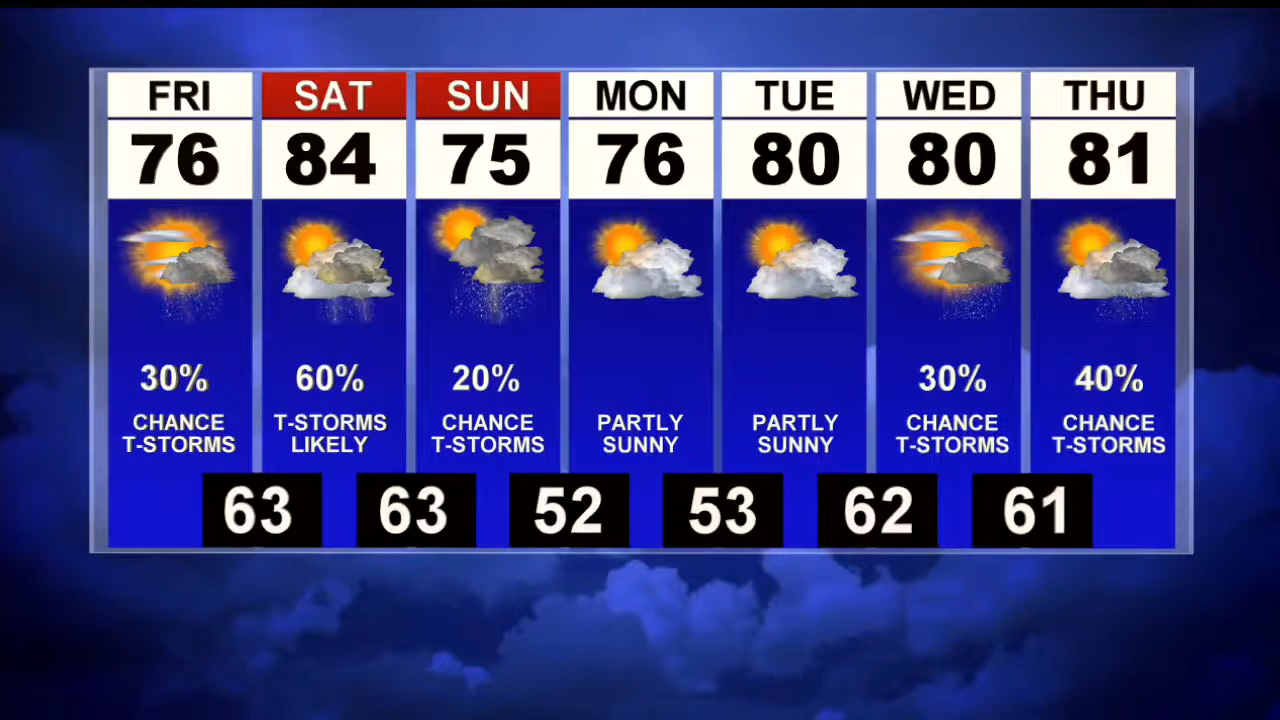 FRI SAT SUN MON TUE WED THU
76 84 75 76 80 80 81
30% 60% 20% 30% 40%
CHANCE T-STORMS CHANCE PARTLY PARTLY CHANCE CHANCE
T-STORMS LIKELY T-STORMS SUNNY SUNNY T-STORMS T-STORMS
63 63 52 53 62 61